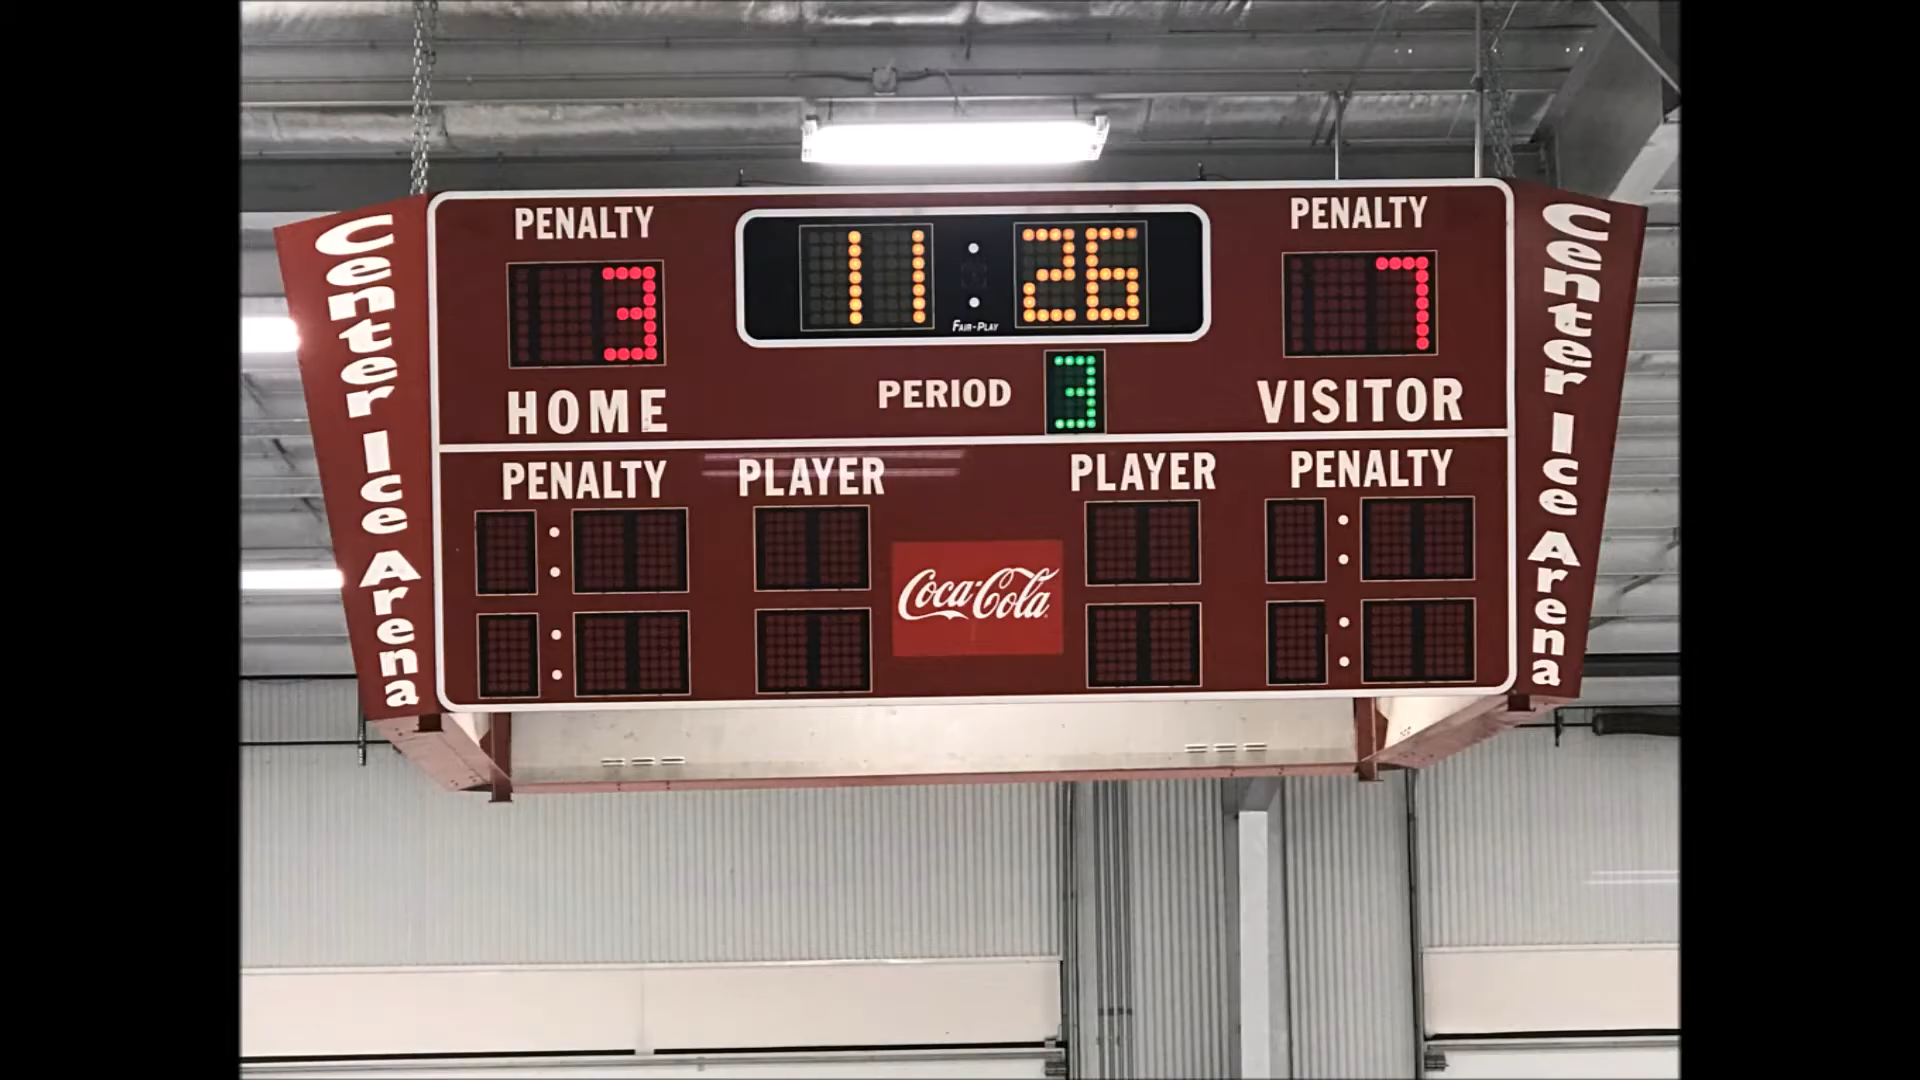 PENALTY
PENALTY
11:26
3
7
FAIR-PLAY
HOME
PERIOD 3
VISITOR
PENALTY PLAYER
PLAYER PENALTY
Coca-Cola
Center Ice Arena
Center Ice Arena